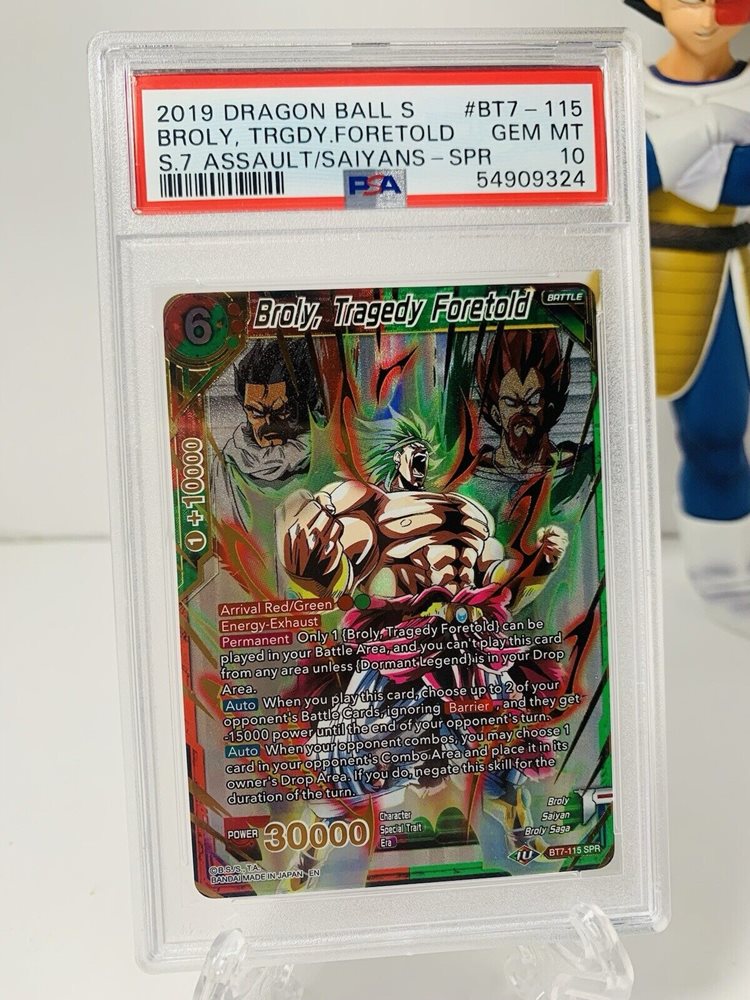 2019 DRAGON BALL S #BT7-115
BROLY, TRGDY.FORETOLD GEM MT
S.7 ASSAULT/SAIYANS-SPR 10
PSA 54909324
6 Broly, Tragedy Foretold BATTLE
1 +10000
Arrival Red/Green
Energy-Exhaust
Permanent Only 1 {Broly, Tragedy Foretold} can be
played in your Battle Area, and you can't play this card
from any area unless {Dormant Legend} is in your Drop
Area.
Auto When you play this card, choose up to 2 of your
opponent's Battle Cards, ignoring Barrier, and they get
-15000 power until the end of your opponent's turn.
Auto When your opponent combos, you may choose 1
card in your opponent's Combo Area and place it in its
owner's Drop Area. If you do, negate this skill for the
duration of the turn.
POWER 30000
Character Broly
Special Trait Saiyan
Era Broly Saga
IU BT7-115 SPR
©B.S./S., T.A.
BANDAI MADE IN JAPAN EN